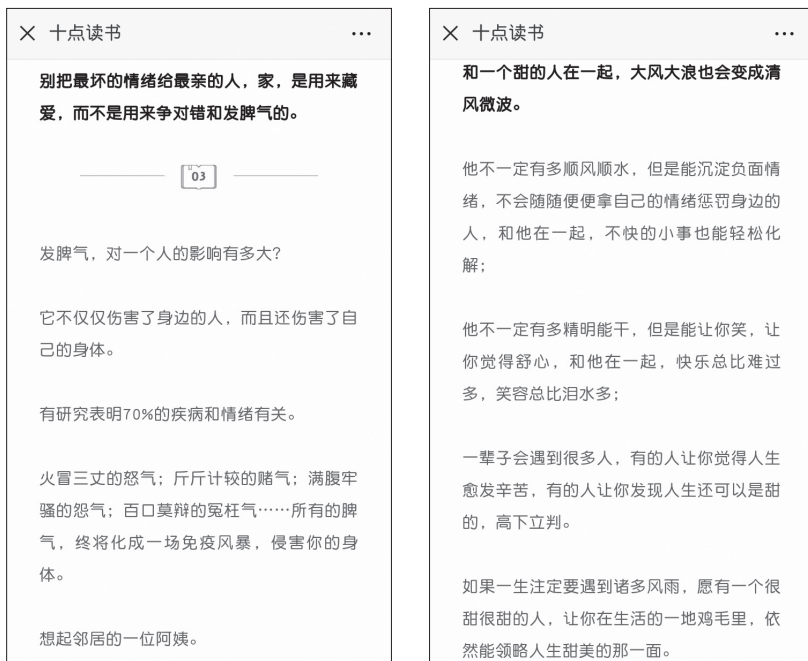 十点读书
别把最坏的情绪给最亲的人，家，是用来藏
爱，而不是用来争对错和发脾气的。
03
发脾气，对一个人的影响有多大？
它不仅仅伤害了身边的人，而且还伤害了自
己的身体。
有研究表明70%的疾病和情绪有关。
火冒三丈的怒气；斤斤计较的赌气；满腹牢
骚的怨气；百口莫辩的冤枉气……所有的脾
气，终将化成一场免疫风暴，侵害你的身
体。
想起邻居的一位阿姨。
十点读书
和一个甜的人在一起，大风大浪也会变成清
风微波。
他不一定有多顺风顺水，但是能沉淀负面情
绪，不会随随便便拿自己的情绪惩罚身边的
人，和他在一起，不快的小事也能轻松化
解；
他不一定有多精明能干，但是能让你笑，让
你觉得舒心，和他在一起，快乐总比难过
多，笑容总比泪水多；
一辈子会遇到很多人，有的人让你觉得人生
愈发辛苦，有的人让你发现人生还可以是甜
的，高下立判。
如果一生注定要遇到诸多风雨，愿有一个很
甜很甜的人，让你在生活的一地鸡毛里，依
然能领略人生甜美的那一面。